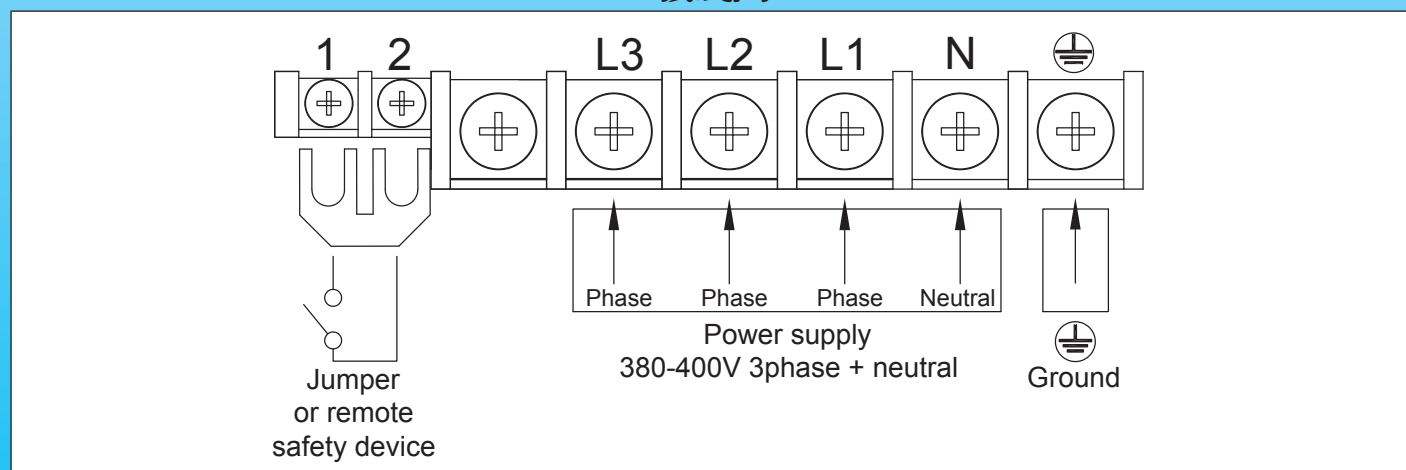 1 2 L3 L2 L1 N
Phase Phase Phase Neutral
Power supply
380-400V 3phase + neutral
Ground
Jumper
or remote
safety device